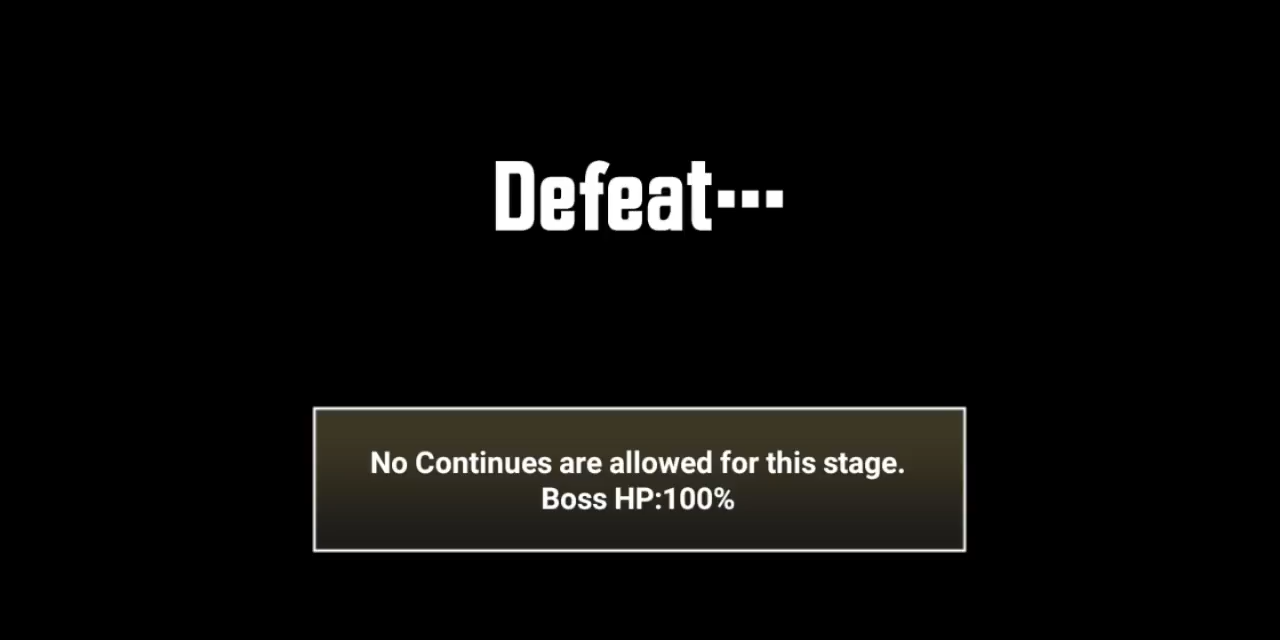 Defeat···
No Continues are allowed for this stage.
Boss HP:100%